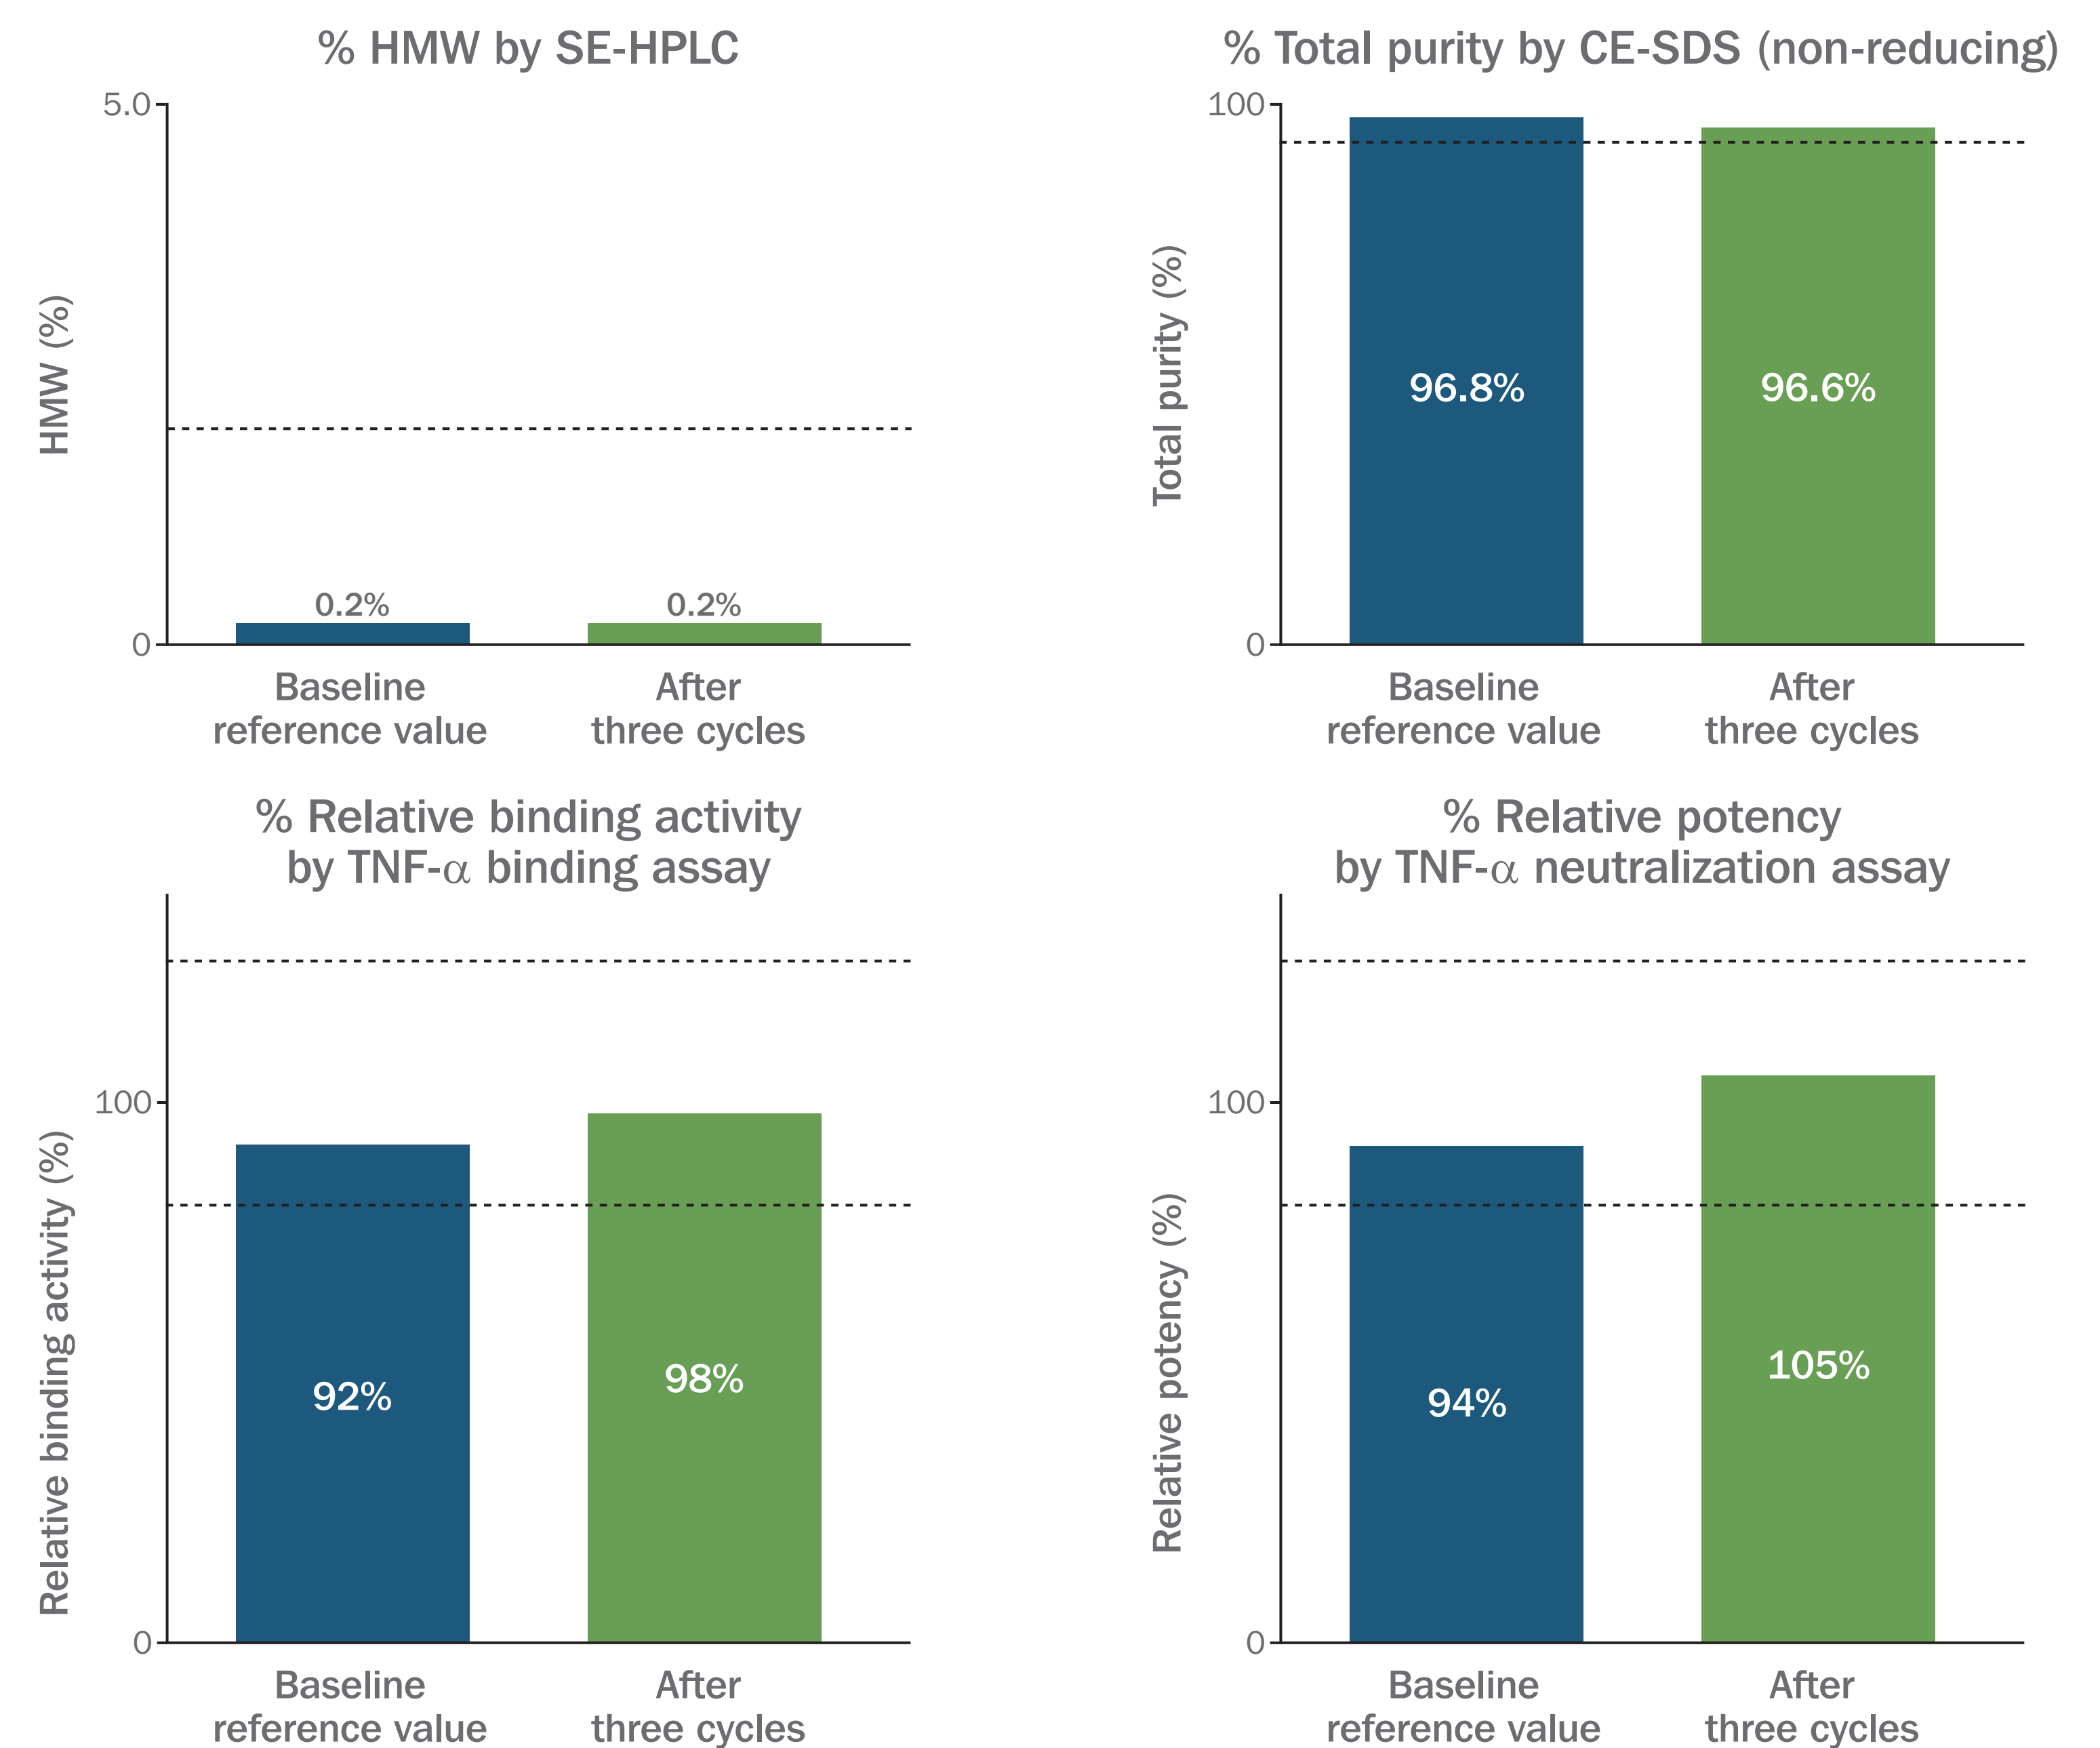 % HMW by SE-HPLC
5.0
HMW (%)
0.2%
0.2%
0
Baseline
reference value
After
three cycles
% Total purity by CE-SDS (non-reducing)
100
Total purity (%)
96.8%
96.6%
0
Baseline
reference value
After
three cycles
% Relative binding activity
by TNF-α binding assay
100
Relative binding activity (%)
92%
98%
0
Baseline
reference value
After
three cycles
% Relative potency
by TNF-α neutralization assay
100
Relative potency (%)
94%
105%
0
Baseline
reference value
After
three cycles